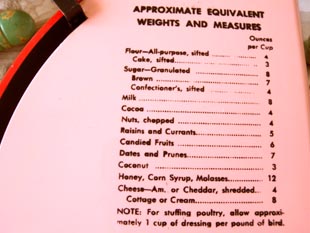 APPROXIMATE EQUIVALENT
WEIGHTS AND MEASURES
Ounces
per Cup
Flour—All-purpose, sifted 4
Cake, sifted 3
Sugar—Granulated 8
Brown 7
Confectioner's, sifted 4
Milk 8
Cocoa 4
Nuts, chopped 4
Raisins and Currants 5
Candied Fruits 6
Dates and Prunes 7
Coconut 3
Honey, Corn Syrup, Molasses 12
Cheese—Am. or Cheddar, shredded 4
Cottage or Cream 8
NOTE: For stuffing poultry, allow approxi-
mately 1 cup of dressing per pound of bird.